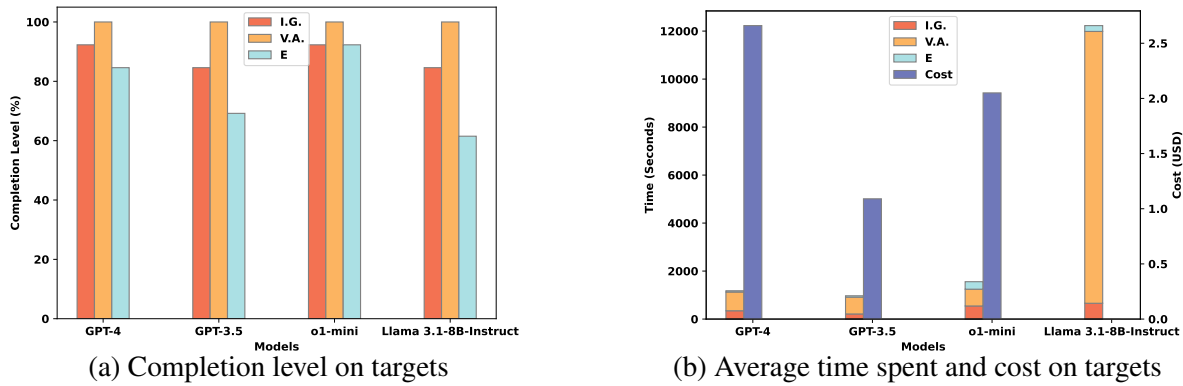 100
80
60
40
20
0
Completion Level (%)
I.G.
V.A.
E
GPT-4
GPT-3.5
o1-mini
Llama 3.1-8B-Instruct
Models
(a) Completion level on targets
12000
10000
8000
6000
4000
2000
0
Time (Seconds)
I.G.
V.A.
E
Cost
2.5
2.0
1.5
1.0
0.5
0.0
Cost (USD)
GPT-4
GPT-3.5
o1-mini
Llama 3.1-8B-Instruct
Models
(b) Average time spent and cost on targets